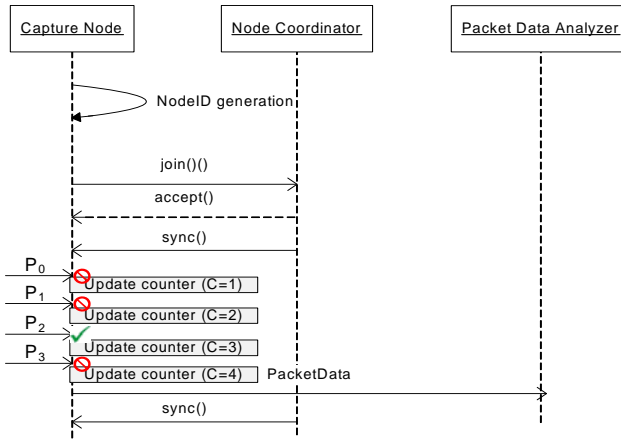 Capture Node
Node Coordinator
Packet Data Analyzer
NodeID generation
join()()
accept()
sync()
P0
Update counter (C=1)
P1
Update counter (C=2)
P2
Update counter (C=3)
P3
Update counter (C=4)
PacketData
sync()